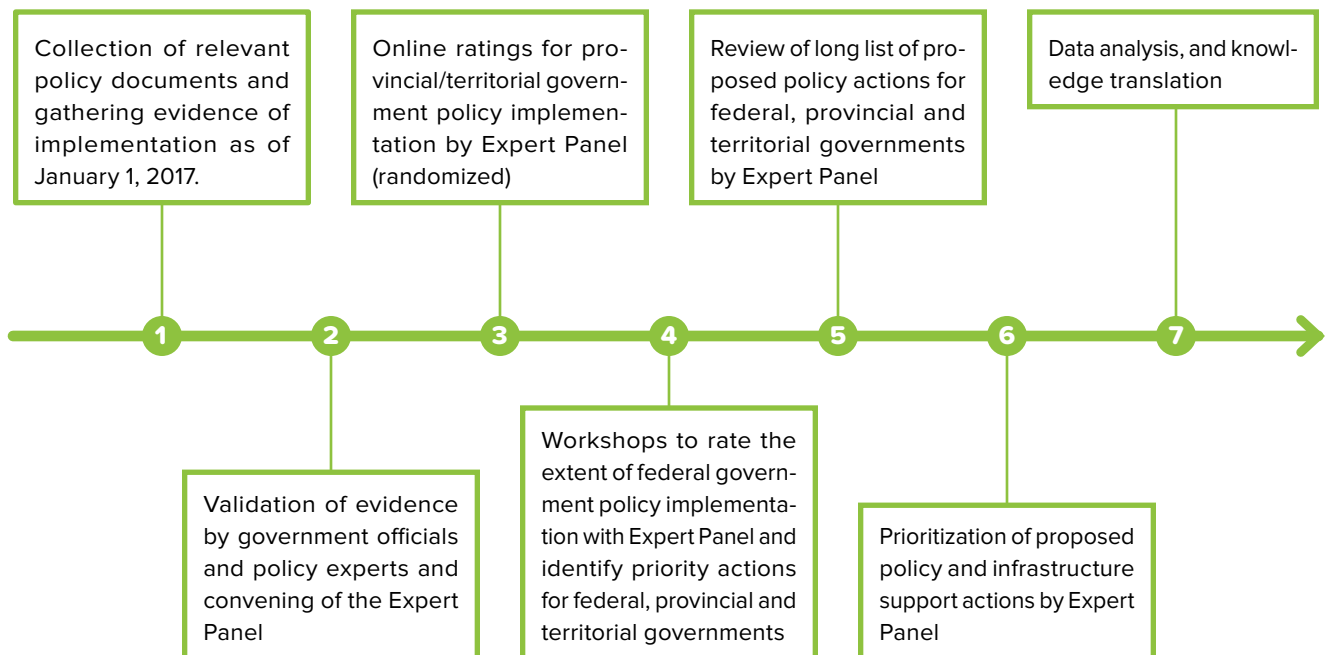 Collection of relevant
policy documents and
gathering evidence of
implementation as of
January 1, 2017.
Online ratings for pro-
vincial/territorial govern-
ment policy implemen-
tation by Expert Panel
(randomized)
Review of long list of pro-
posed policy actions for
federal, provincial and
territorial governments
by Expert Panel
Data analysis, and knowl-
edge translation
1
2
3
4
5
6
7
Validation of evidence
by government officials
and policy experts and
convening of the Expert
Panel
Workshops to rate the
extent of federal govern-
ment policy implementa-
tion with Expert Panel and
identify priority actions
for federal, provincial and
territorial governments
Prioritization of proposed
policy and infrastructure
support actions by Expert
Panel